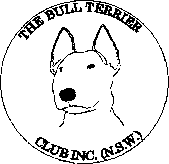 THE BULL TERRIER
CLUB INC. (N.S.W.)